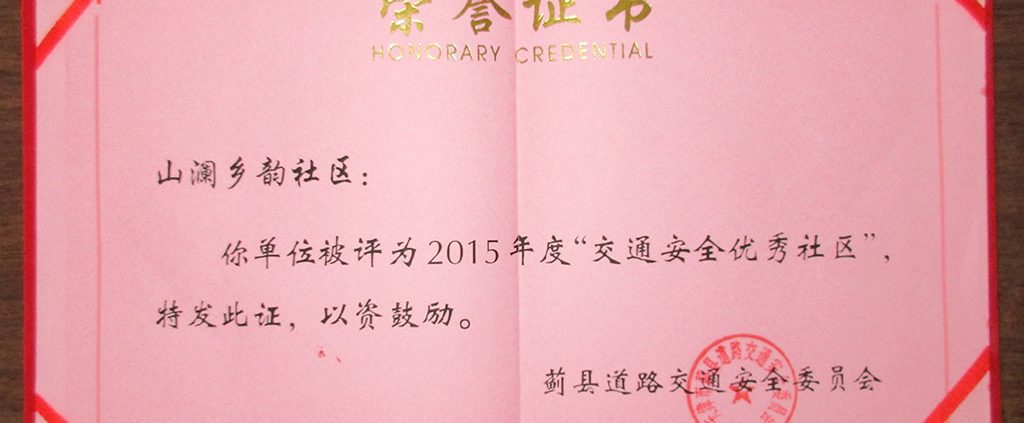 荣誉证书
HONORARY CREDENTIAL
山澜乡韵社区：
你单位被评为2015年度“交通安全优秀社区”，
特发此证，以资鼓励。
蓟县道路交通安全委员会